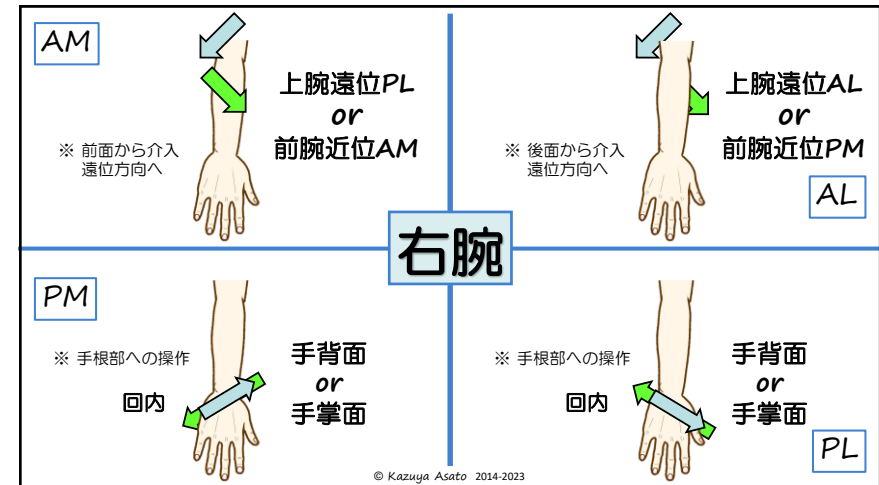 AM
上腕遠位PL
or
前腕近位AM
※ 前面から介入
遠位方向へ
上腕遠位AL
or
前腕近位PM
※ 後面から介入
遠位方向へ
AL
右腕
PM
※ 手根部への操作
回内
手背面
or
手掌面
※ 手根部への操作
回内
手背面
or
手掌面
PL
© Kazuya Asato 2014-2023